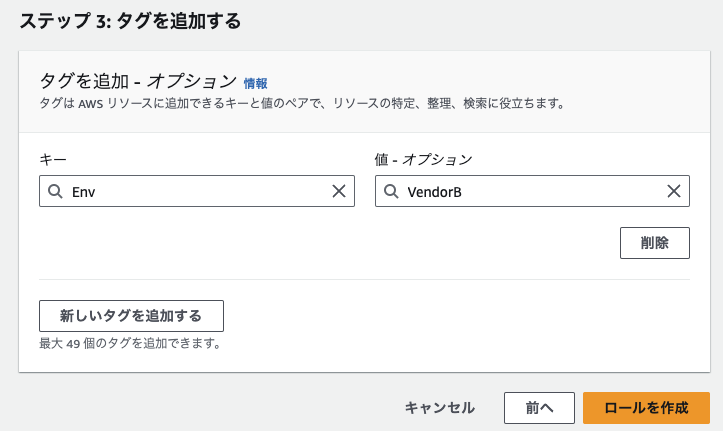 ステップ 3: タグを追加する
タグを追加 - オプション 情報
タグは AWS リソースに追加できるキーと値のペアで、リソースの特定、整理、検索に役立ちます。
キー
値 - オプション
Env
VendorB
削除
新しいタグを追加する
最大 49 個のタグを追加できます。
キャンセル
前へ
ロールを作成